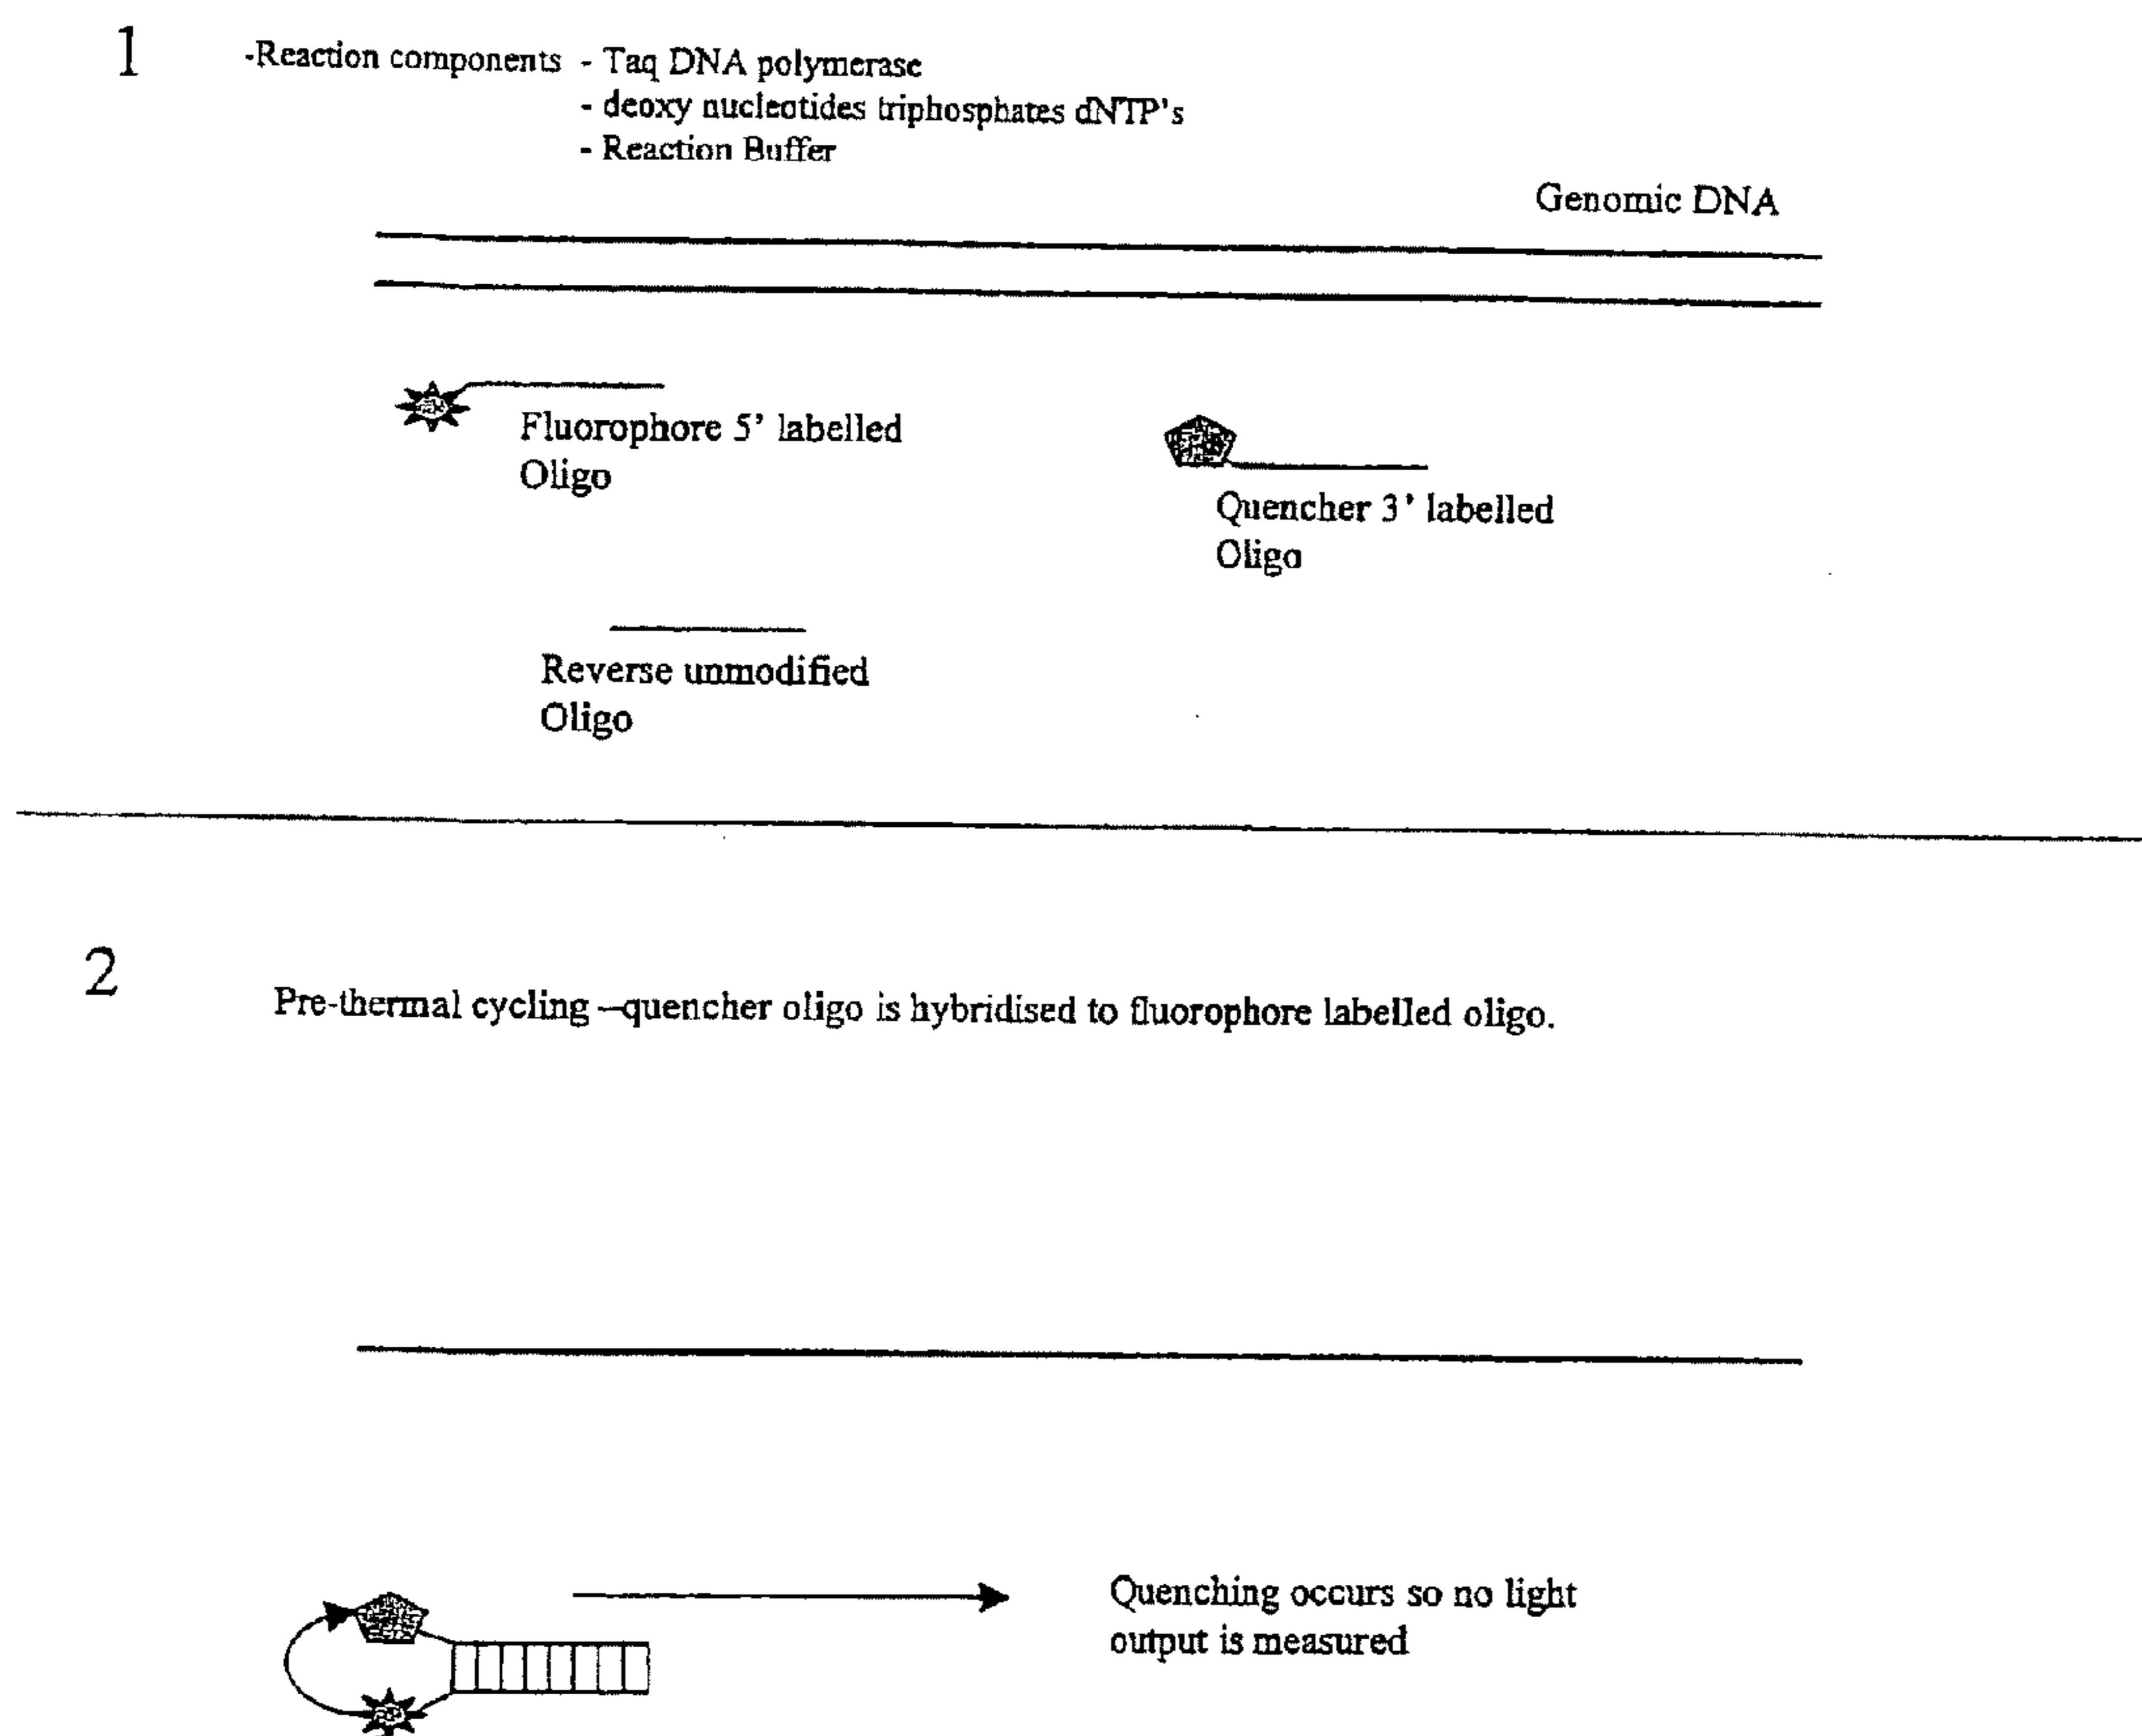 1
-Reaction components - Taq DNA polymerase
- deoxy nucleotides triphosphates dNTP's
- Reaction Buffer
Genomic DNA
Fluorophore 5' labelled
Oligo
Quencher 3' labelled
Oligo
Reverse unmodified
Oligo
2
Pre-thermal cycling –quencher oligo is hybridised to fluorophore labelled oligo.
Quenching occurs so no light
output is measured